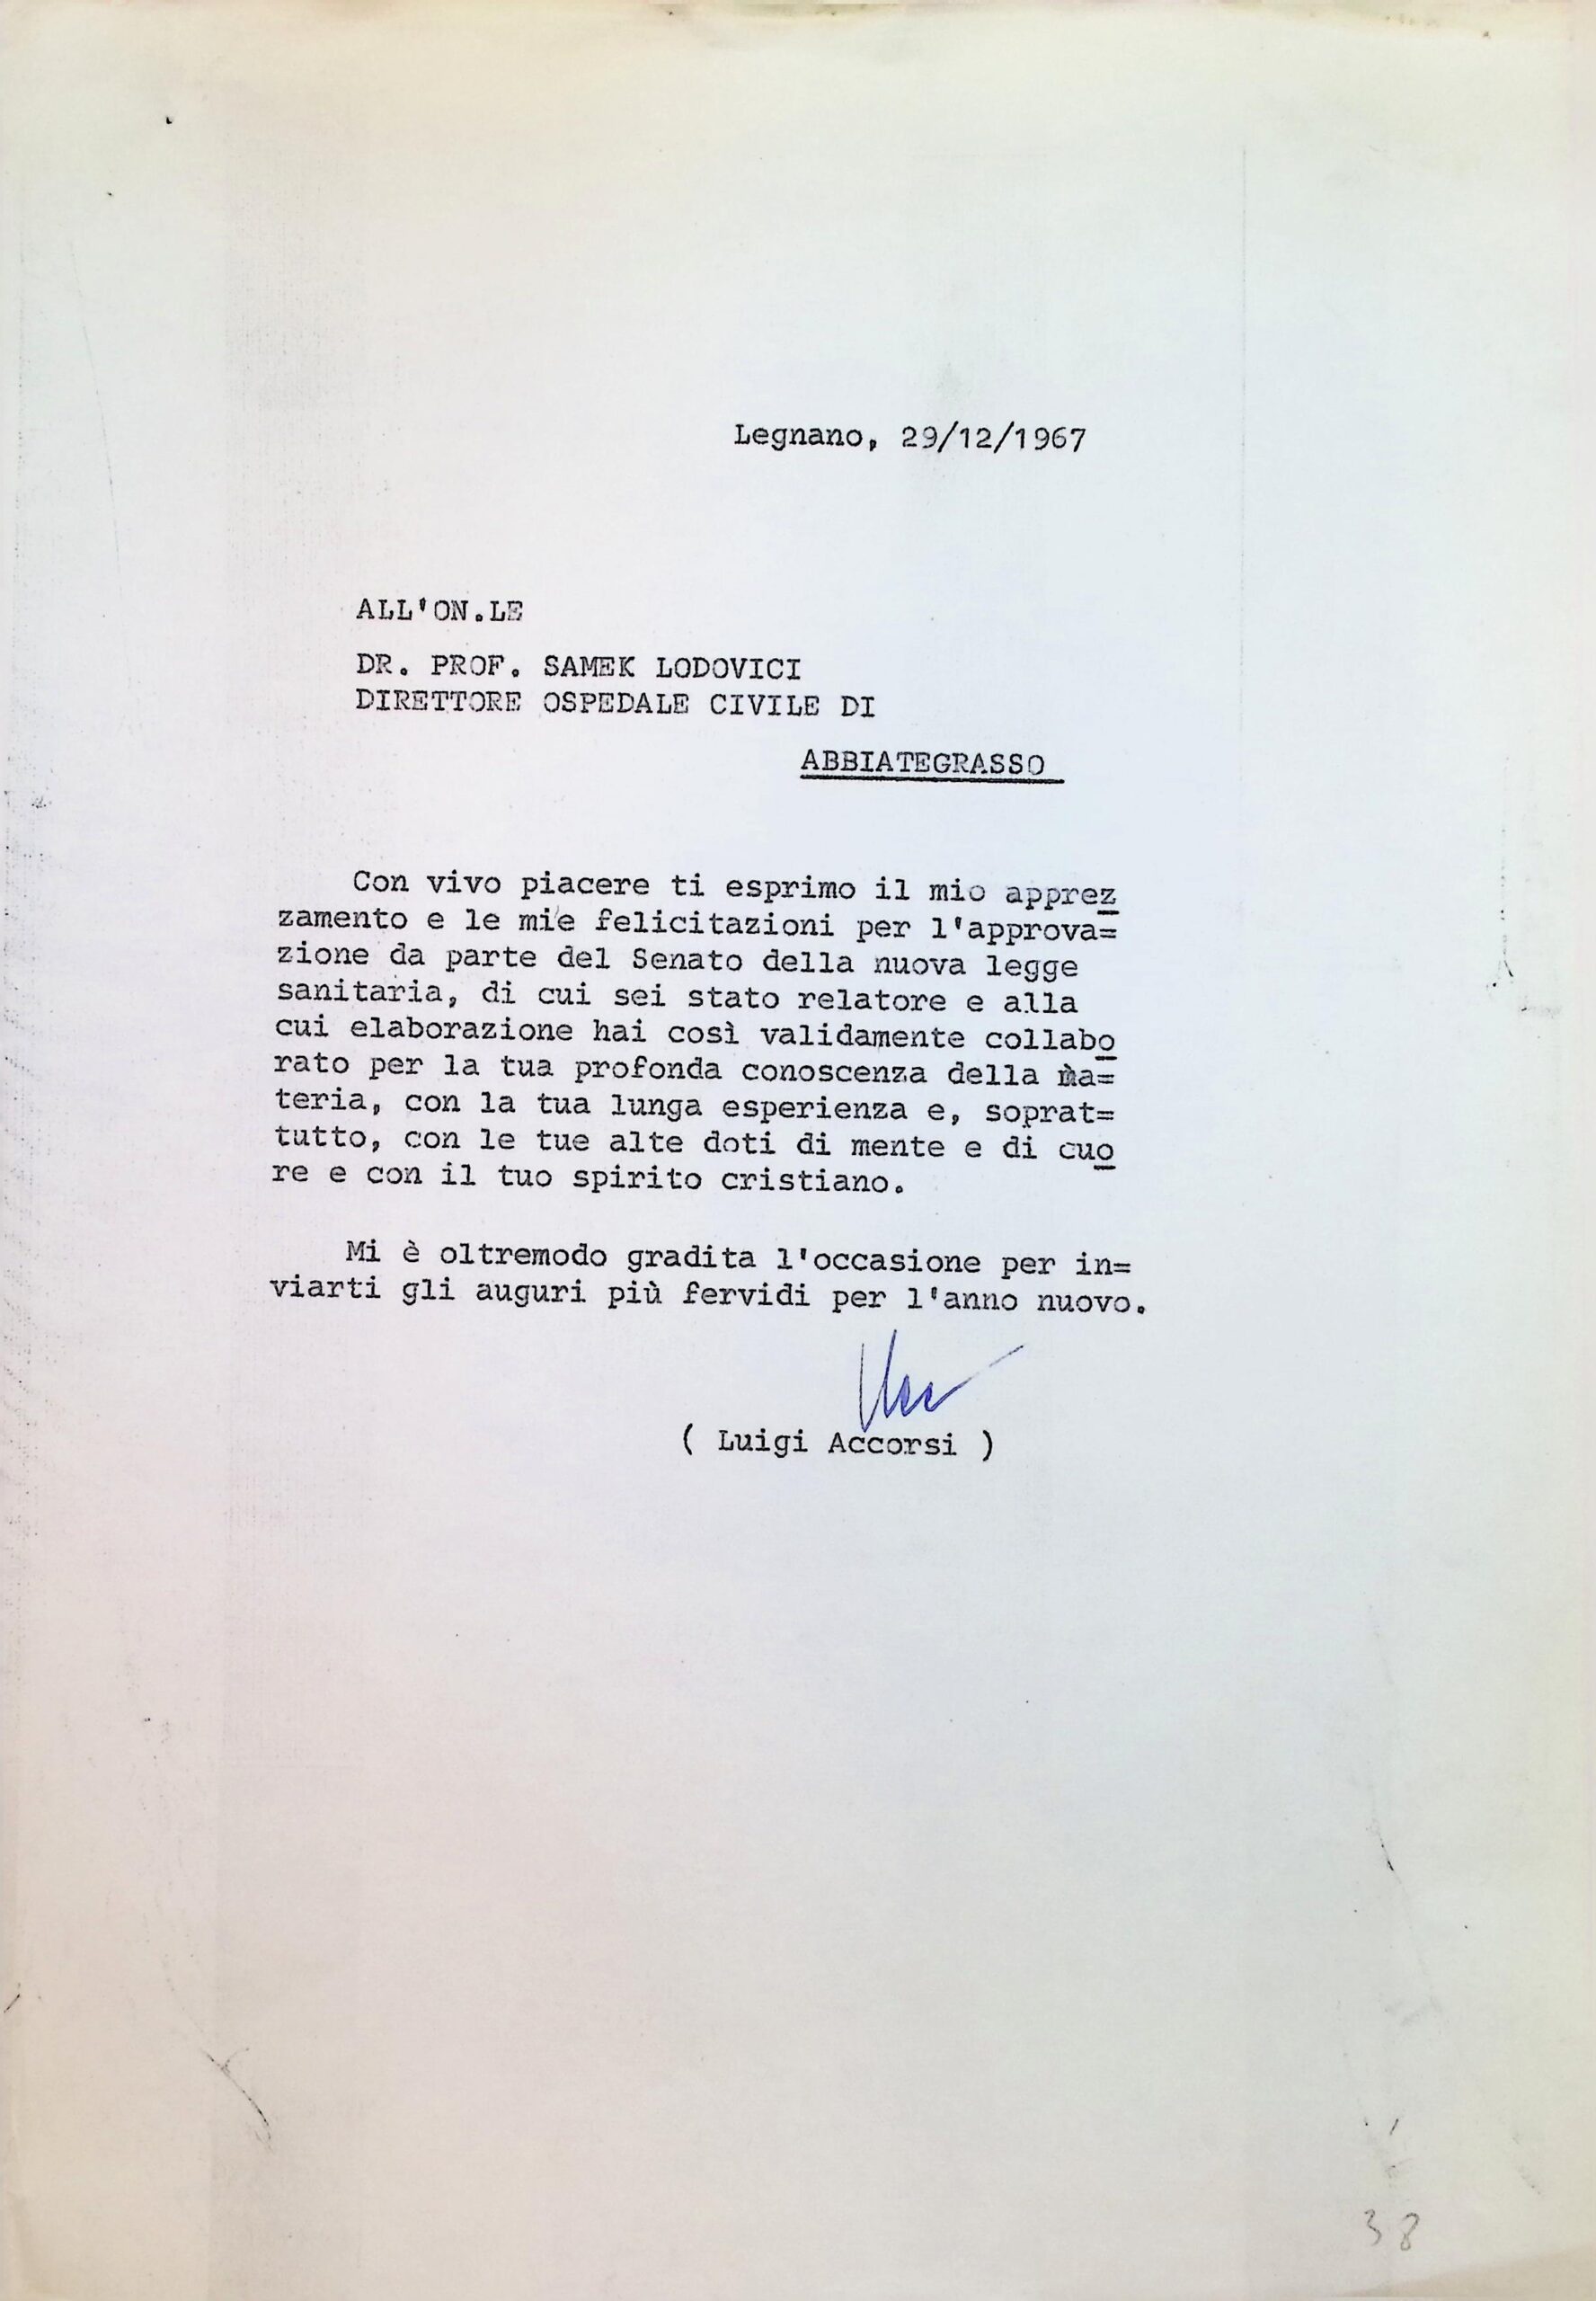 Legnano, 29/12/1967
ALL'ON.LE
DR. PROF. SAMEK LODOVICI
DIRETTORE OSPEDALE CIVILE DI
ABBIATEGRASSO
Con vivo piacere ti esprimo il mio apprez
zamento e le mie felicitazioni per l'approva=
zione da parte del Senato della nuova legge
sanitaria, di cui sei stato relatore e alla
cui elaborazione hai così validamente collabo
rato per la tua profonda conoscenza della ma=
teria, con la tua lunga esperienza e, soprat=
tutto, con le tue alte doti di mente e di cuo
re e con il tuo spirito cristiano.
Mi è oltremodo gradita l'occasione per in=
viarti gli auguri più fervidi per l'anno nuovo.
( Luigi Accorsi )
38